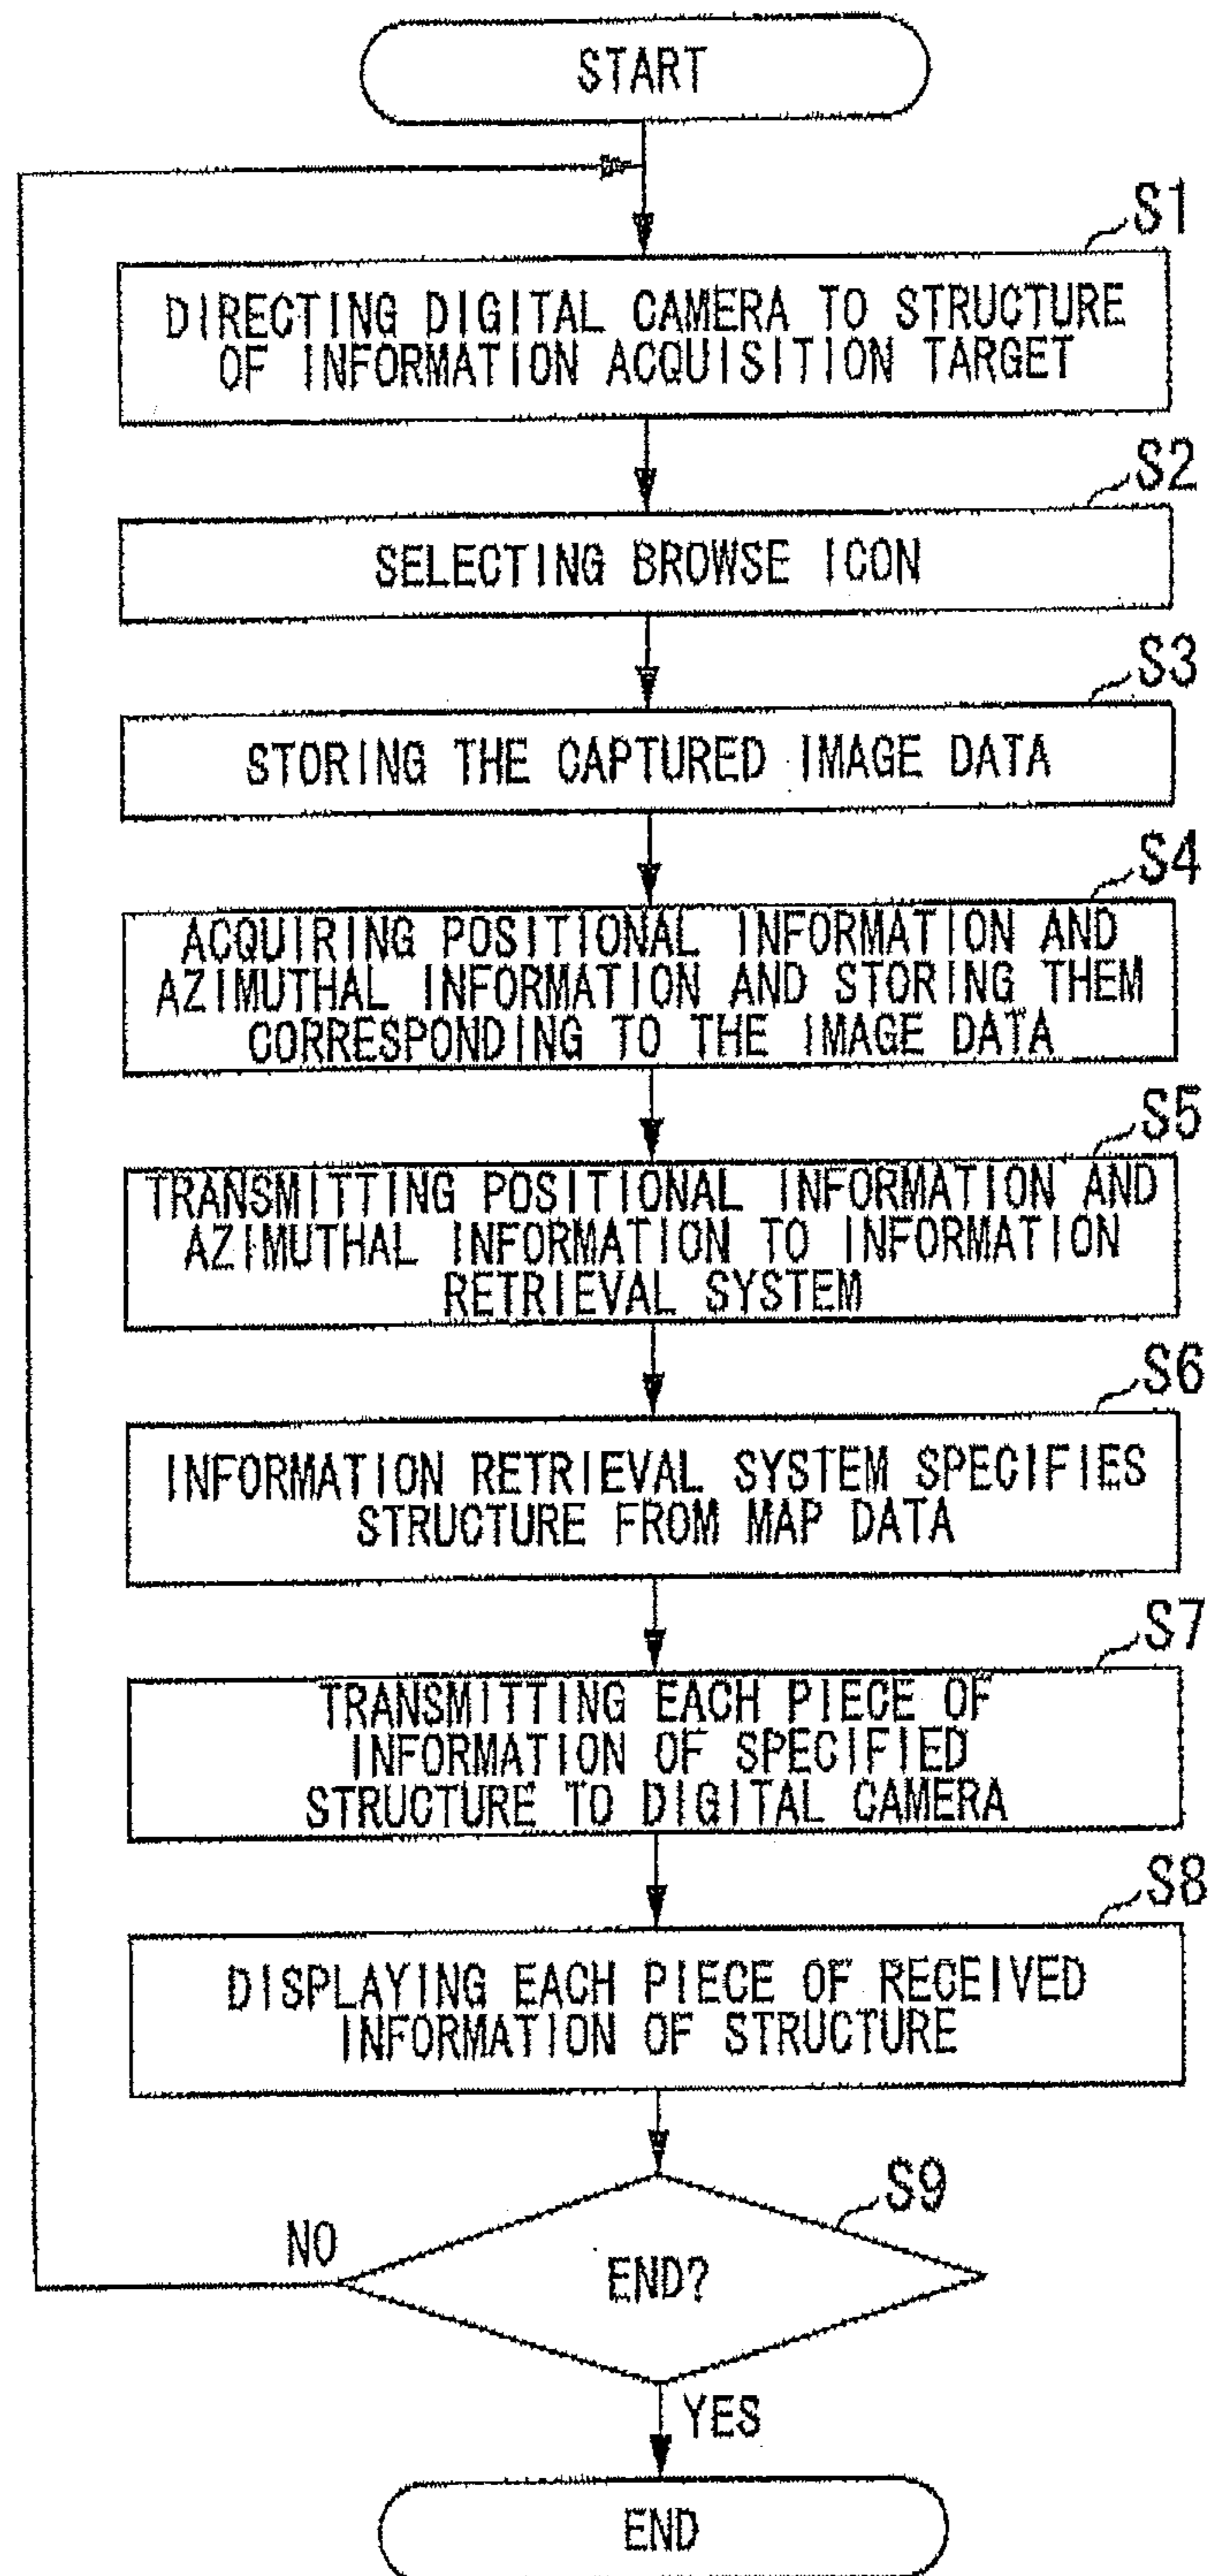 START
S1
DIRECTING DIGITAL CAMERA TO STRUCTURE
OF INFORMATION ACQUISITION TARGET
S2
SELECTING BROWSE ICON
S3
STORING THE CAPTURED IMAGE DATA
S4
ACQUIRING POSITIONAL INFORMATION AND
AZIMUTHAL INFORMATION AND STORING THEM
CORRESPONDING TO THE IMAGE DATA
S5
TRANSMITTING POSITIONAL INFORMATION AND
AZIMUTHAL INFORMATION TO INFORMATION
RETRIEVAL SYSTEM
S6
INFORMATION RETRIEVAL SYSTEM SPECIFIES
STRUCTURE FROM MAP DATA
S7
TRANSMITTING EACH PIECE OF
INFORMATION OF SPECIFIED
STRUCTURE TO DIGITAL CAMERA
S8
DISPLAYING EACH PIECE OF RECEIVED
INFORMATION OF STRUCTURE
S9
NO
END?
YES
END